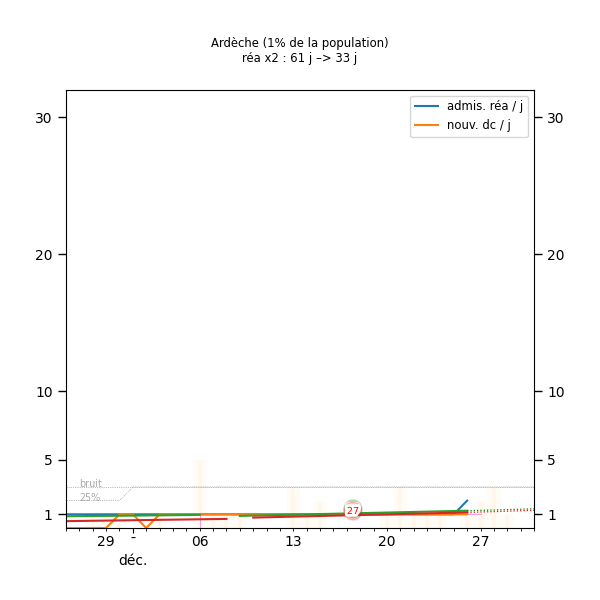 Ardèche (1% de la population)
réa x2 : 61 j –> 33 j
admis. réa / j
nouv. dc / j
30 30
20 20
10 10
5 5
bruit
25%
27
1 1
29 - 06 13 20 27
déc.